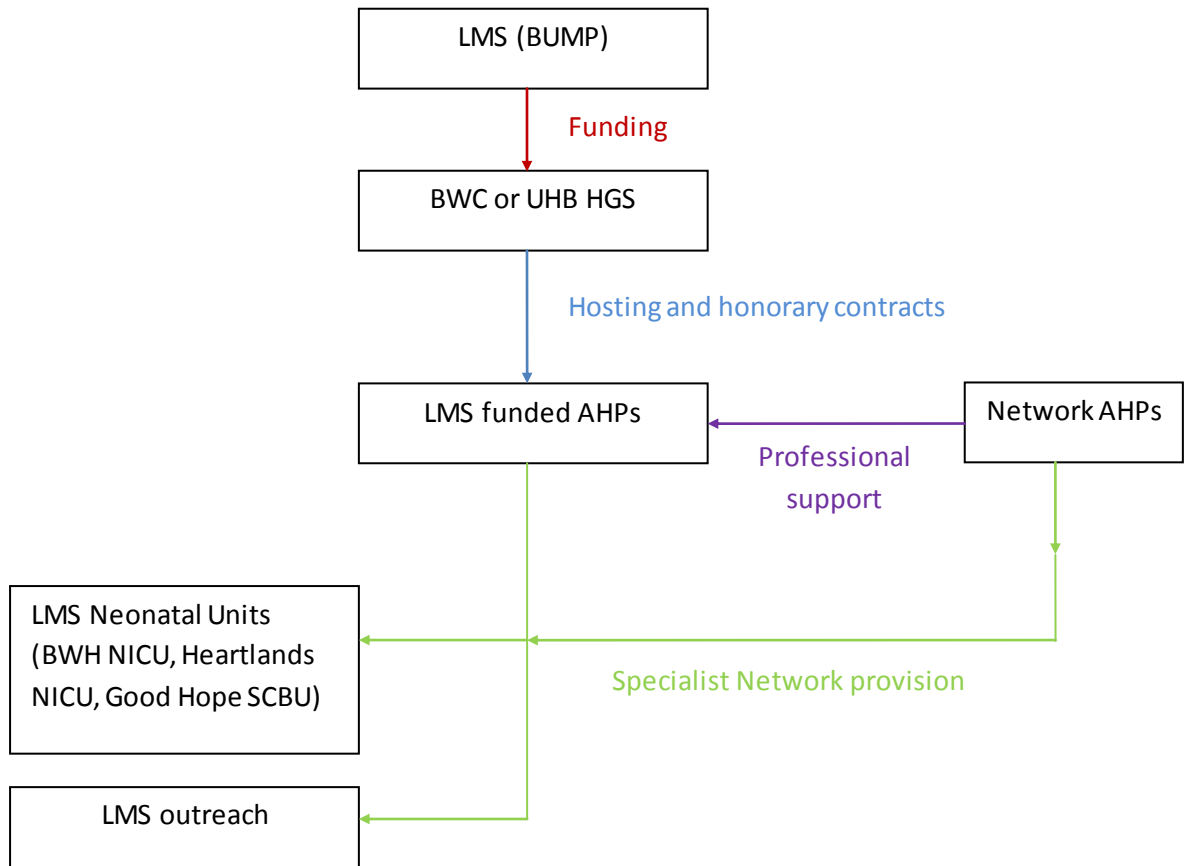 LMS (BUMP)
Funding
BWC or UHB HGS
Hosting and honorary contracts
LMS funded AHPs
Network AHPs
Professional
support
LMS Neonatal Units
(BWH NICU, Heartlands
NICU, Good Hope SCBU)
Specialist Network provision
LMS outreach